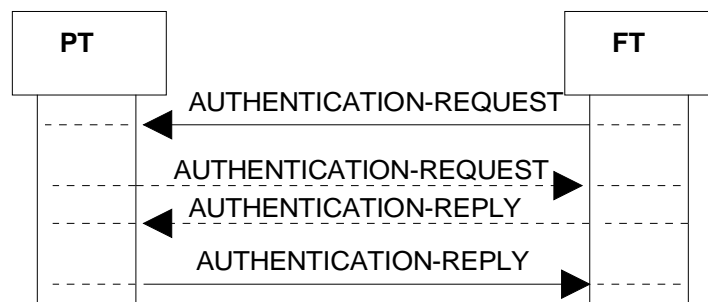 PT
FT
AUTHENTICATION-REQUEST
AUTHENTICATION-REQUEST
AUTHENTICATION-REPLY
AUTHENTICATION-REPLY